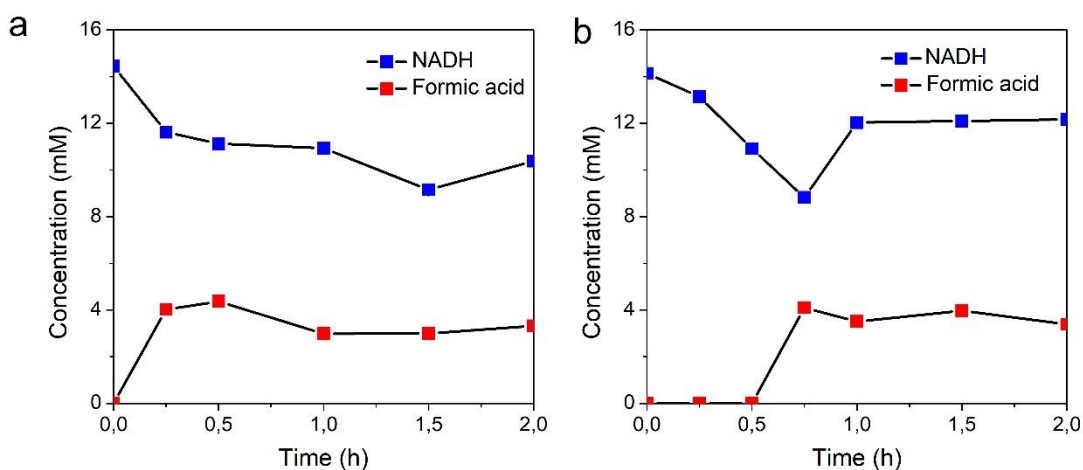 a
16
12
8
4
0
Concentration (mM)
NADH
Formic acid
0,0
0,5
1,0
1,5
2,0
Time (h)
b
16
12
8
4
0
Concentration (mM)
NADH
Formic acid
0,0
0,5
1,0
1,5
2,0
Time (h)